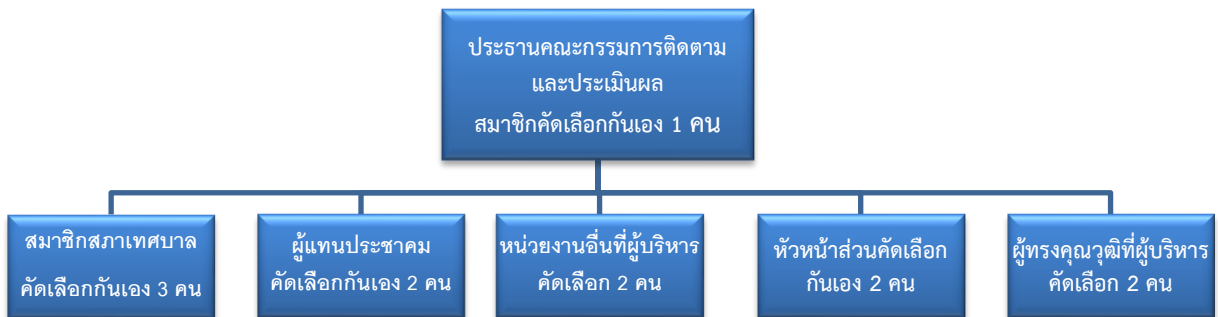 ประธานคณะกรรมการติดตาม
และประเมินผล
สมาชิกคัดเลือกกันเอง 1 คน
สมาชิกสภาเทศบาล
คัดเลือกกันเอง 3 คน
ผู้แทนประชาคม
คัดเลือกกันเอง 2 คน
หน่วยงานอื่นที่ผู้บริหาร
คัดเลือก 2 คน
หัวหน้าส่วนคัดเลือก
กันเอง 2 คน
ผู้ทรงคุณวุฒิที่ผู้บริหาร
คัดเลือก 2 คน